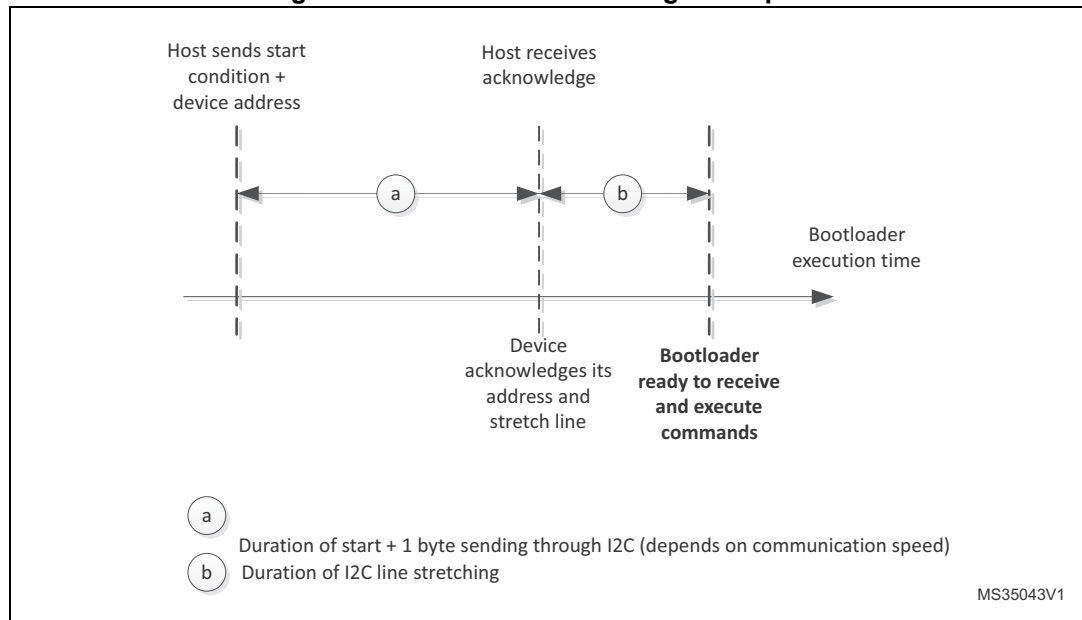 Host sends start
condition +
device address
Host receives
acknowledge
a
b
Bootloader
execution time
Device
acknowledges its
address and
stretch line
Bootloader
ready to receive
and execute
commands
a
Duration of start + 1 byte sending through I2C (depends on communication speed)
b
Duration of I2C line stretching
MS35043V1